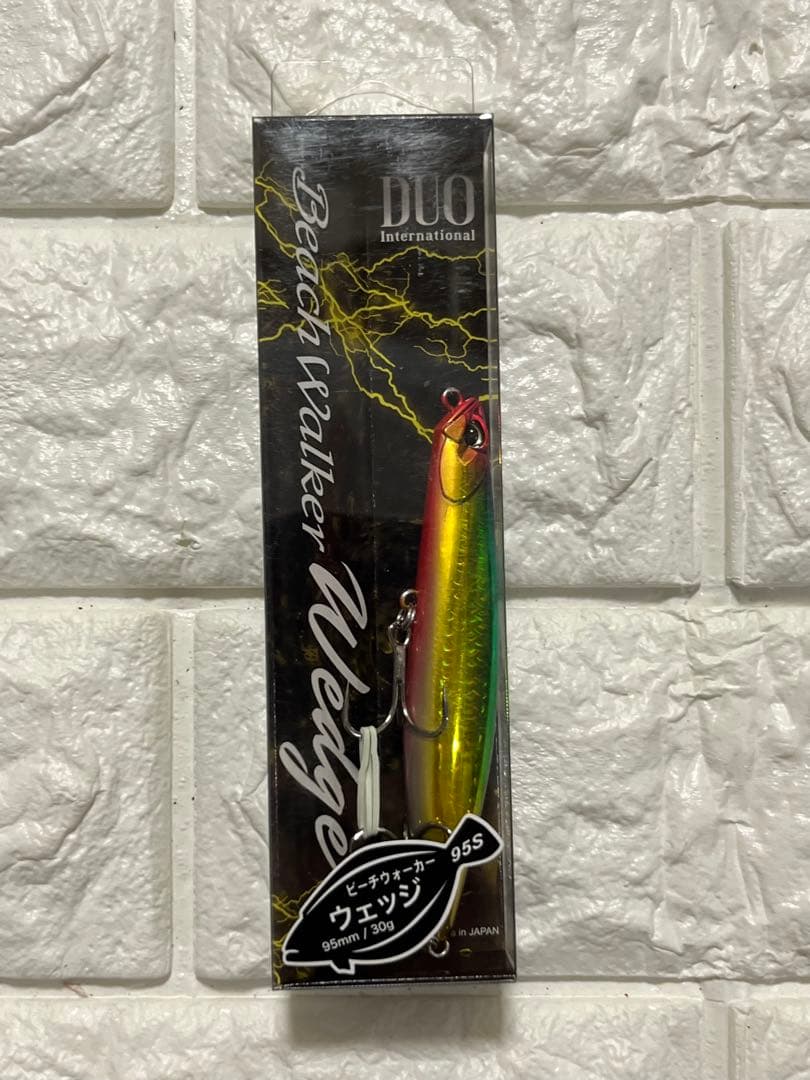 DUO
International
Beach Walker Wedge
95S
ビーチウォーカー
ウェッジ
95mm / 30g
in JAPAN